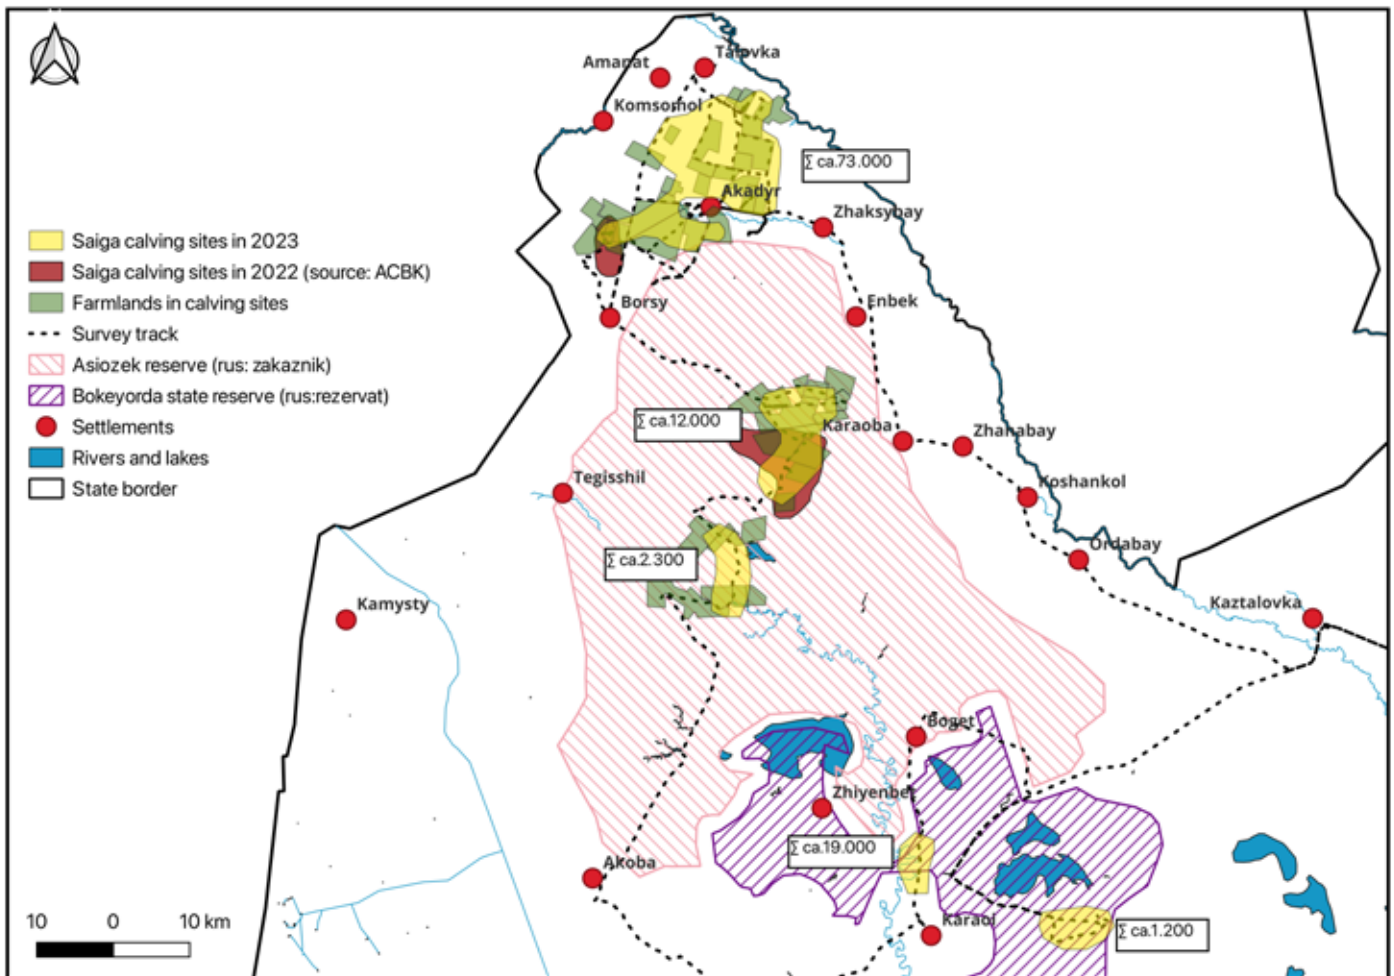 Talovka
Amanat
Komsomol
∑ ca.73.000
Akadyr
Zhaksybay
Saiga calving sites in 2023
Saiga calving sites in 2022 (source: ACBK)
Farmlands in calving sites
Survey track
Asiozek reserve (rus: zakaznik)
Bokeyorda state reserve (rus:rezervat)
Settlements
Rivers and lakes
State border
Borsy
Enbek
∑ ca.12.000
Karaoba
Zhanabay
Tegisshil
Koshankol
Ordabay
∑ ca.2.300
Kamysty
Kaztalovka
Boget
Zhiyenbet
∑ ca.19.000
Akoba
Karaol
∑ ca.1.200
10 0 10 km